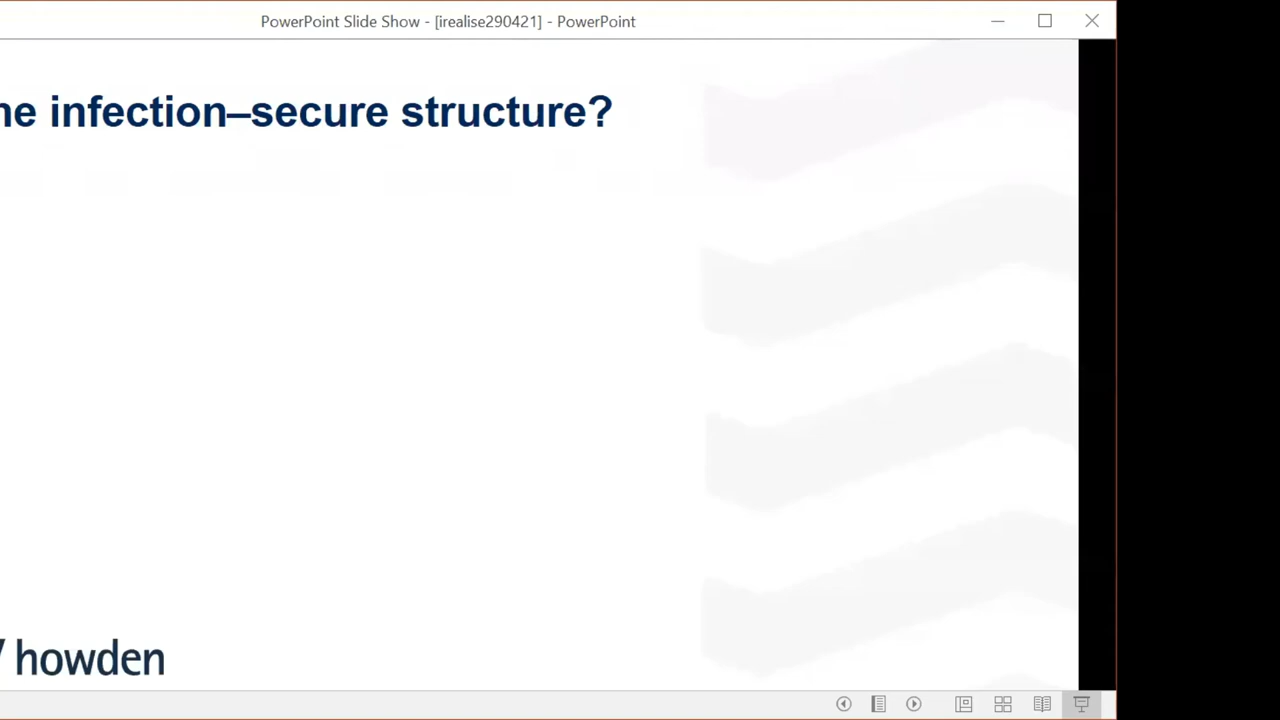 PowerPoint Slide Show - [irealise290421] - PowerPoint
he infection–secure structure?
howden